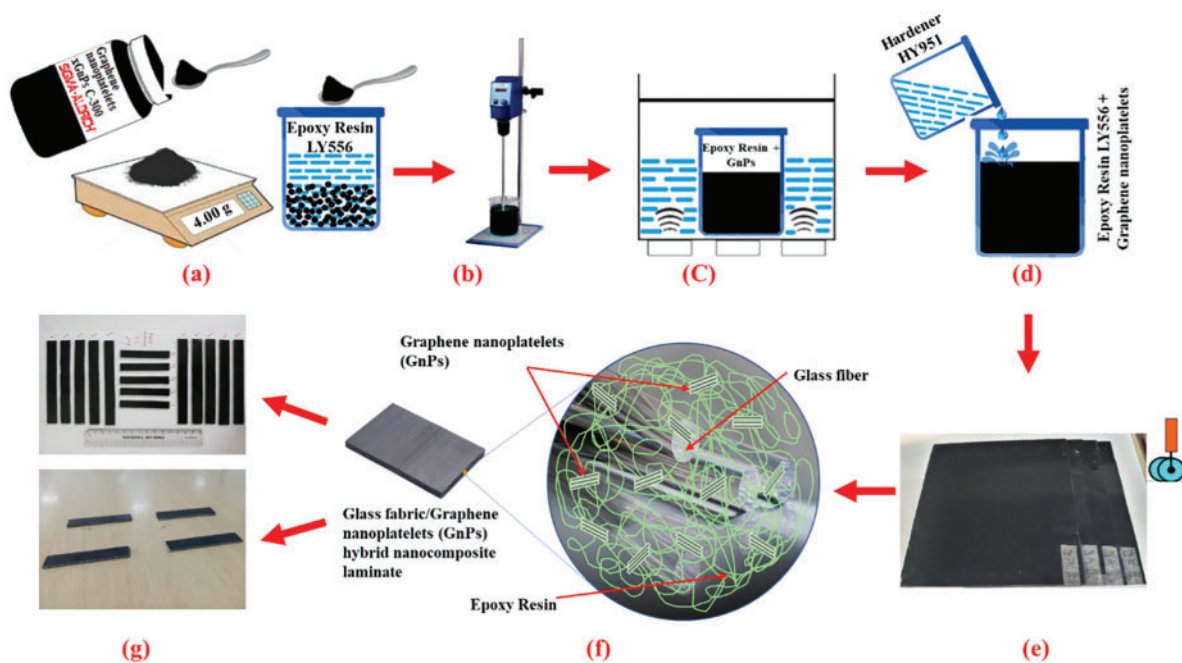 Graphene
nanoplatelets
xGnPs C-300
SIGMA-ALDRICH
4.00 g
(a)
Epoxy Resin
LY556
(b)
Epoxy Resin +
GnPs
(C)
Hardener
HY951
Epoxy Resin LY556 +
Graphene nanoplatelets
(d)
Graphene nanoplatelets
(GnPs)
Glass fiber
Glass fabric/Graphene
nanoplatelets (GnPs)
hybrid nanocomposite
laminate
Epoxy Resin
(g)
(f)
(e)